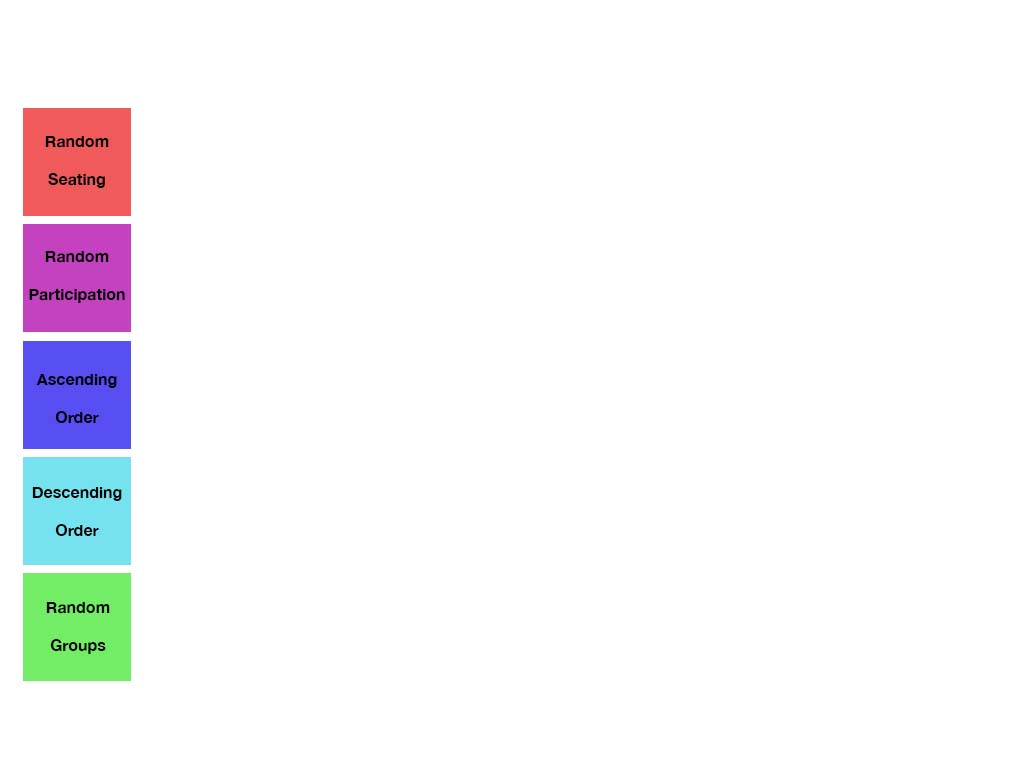 Random
Seating
Random
Participation
Ascending
Order
Descending
Order
Random
Groups